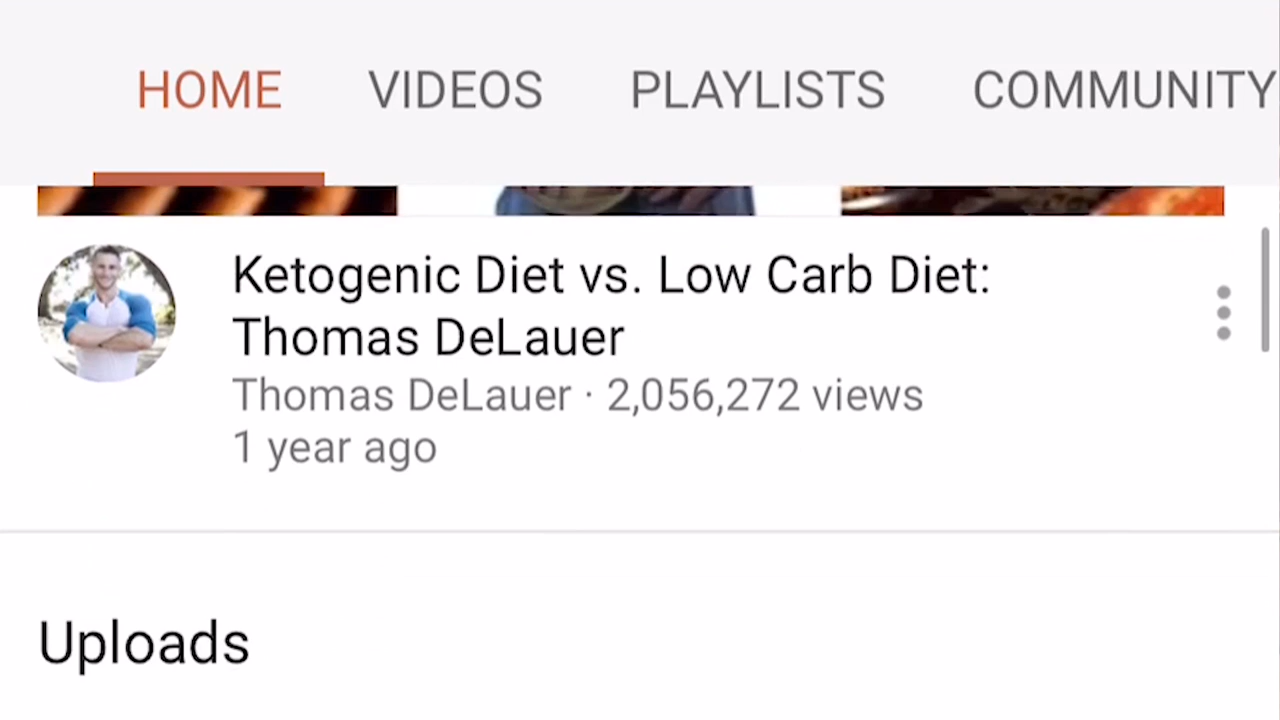 HOME VIDEOS PLAYLISTS COMMUNITY
Ketogenic Diet vs. Low Carb Diet:
Thomas DeLauer
Thomas DeLauer · 2,056,272 views
1 year ago
Uploads